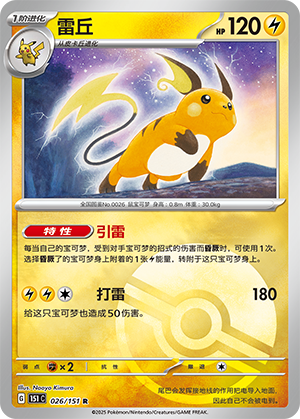 1阶进化
雷丘
HP 120
从皮卡丘进化
全国图鉴No.0026 鼠宝可梦 身高：0.8m 体重：30.0kg
特性 引雷
每当自己的宝可梦，受到对手宝可梦的招式的伤害而昏厥时，可使用1次。
选择昏厥了的宝可梦身上附着的1张能量，转附于这只宝可梦身上。
打雷 180
给这只宝可梦也造成50伤害。
弱点 ×2 抗性 撤退
Illus. Naoyo Kimura
G 151 C 026/151 R
尾巴会发挥接地线的作用把电流导向地面，
因此自己不会被电到。
©2025 Pokémon/Nintendo/Creatures/GAME FREAK.